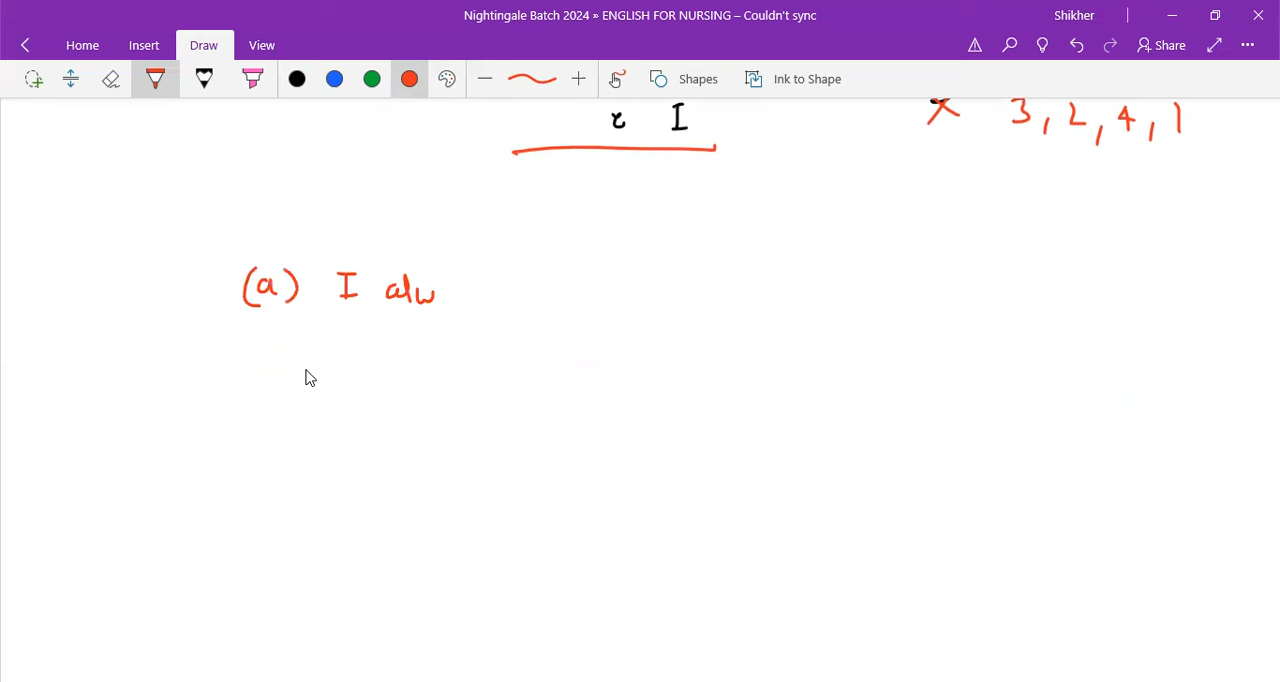 Nightingale Batch 2024 » ENGLISH FOR NURSING – Couldn't sync
Shikher
Home Insert Draw View
Share
Shapes Ink to Shape
I
3, 2, 4, 1
(a) I alw